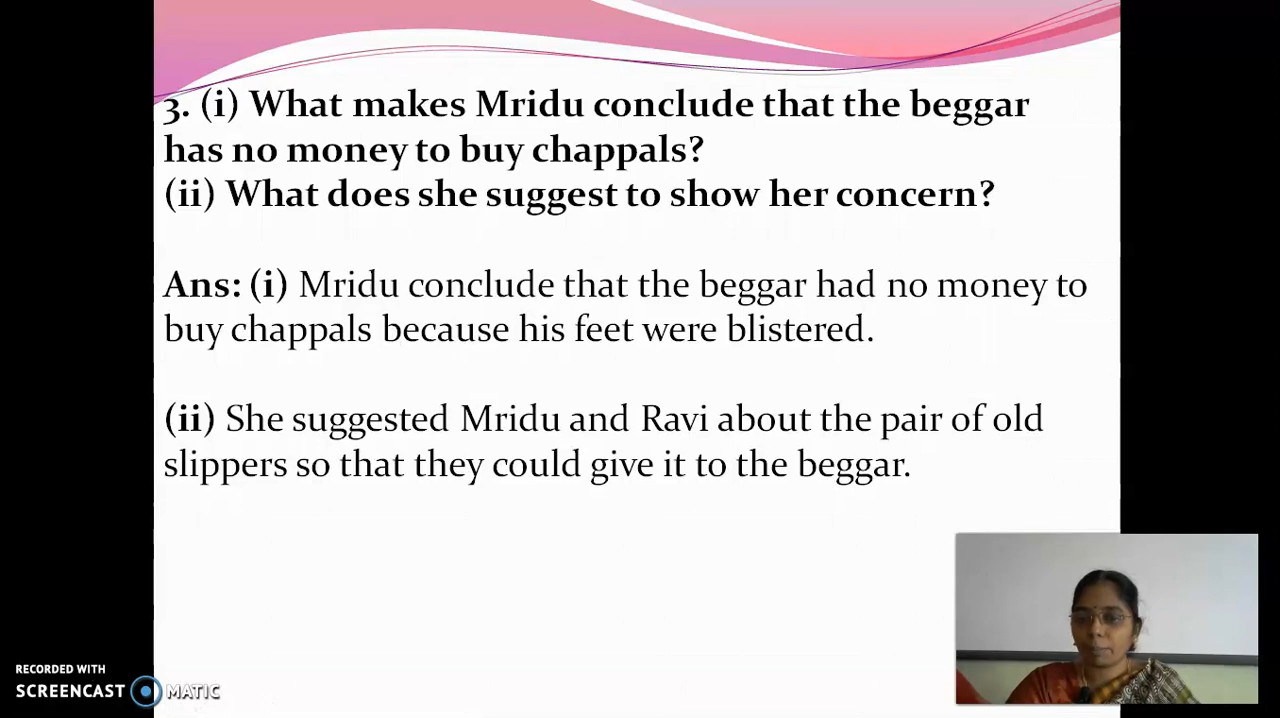 3. (i) What makes Mridu conclude that the beggar
has no money to buy chappals?
(ii) What does she suggest to show her concern?
Ans: (i) Mridu conclude that the beggar had no money to
buy chappals because his feet were blistered.
(ii) She suggested Mridu and Ravi about the pair of old
slippers so that they could give it to the beggar.
RECORDED WITH
SCREENCAST MATIC